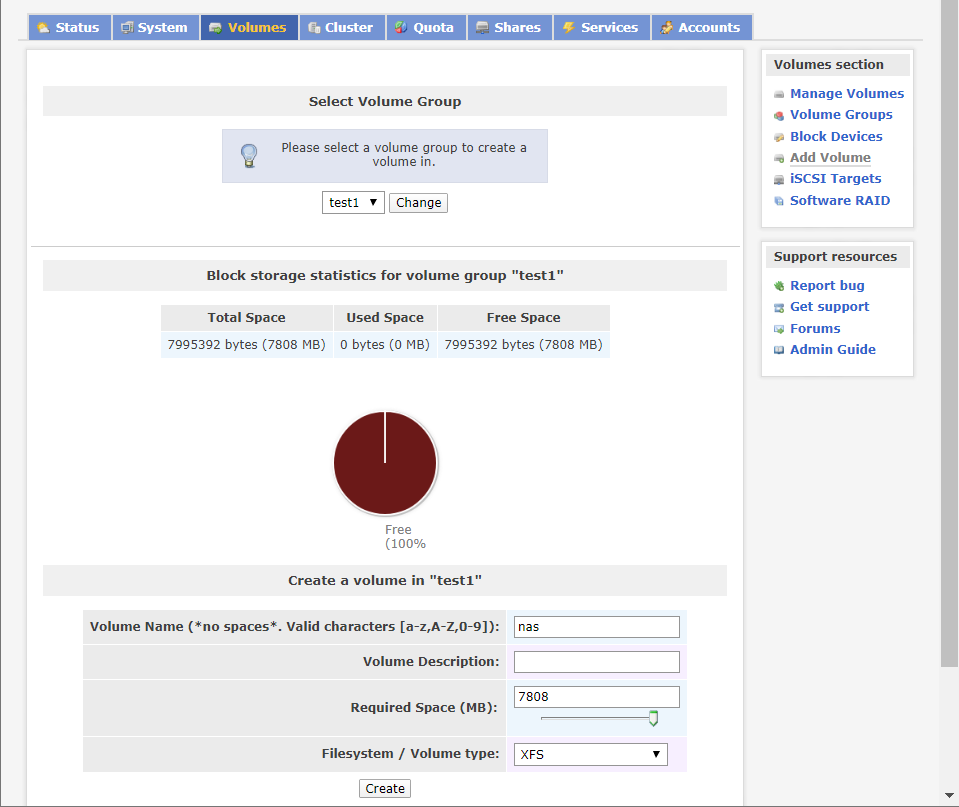 Status System Volumes Cluster Quota Shares Services Accounts
Select Volume Group
Please select a volume group to create a
volume in.
test1 Change
Block storage statistics for volume group "test1"
Total Space Used Space Free Space
7995392 bytes (7808 MB) 0 bytes (0 MB) 7995392 bytes (7808 MB)
Free
(100%
Create a volume in "test1"
Volume Name (*no spaces*. Valid characters [a-z,A-Z,0-9]): nas
Volume Description:
Required Space (MB): 7808
Filesystem / Volume type: XFS
Create
Volumes section
Manage Volumes
Volume Groups
Block Devices
Add Volume
iSCSI Targets
Software RAID
Support resources
Report bug
Get support
Forums
Admin Guide